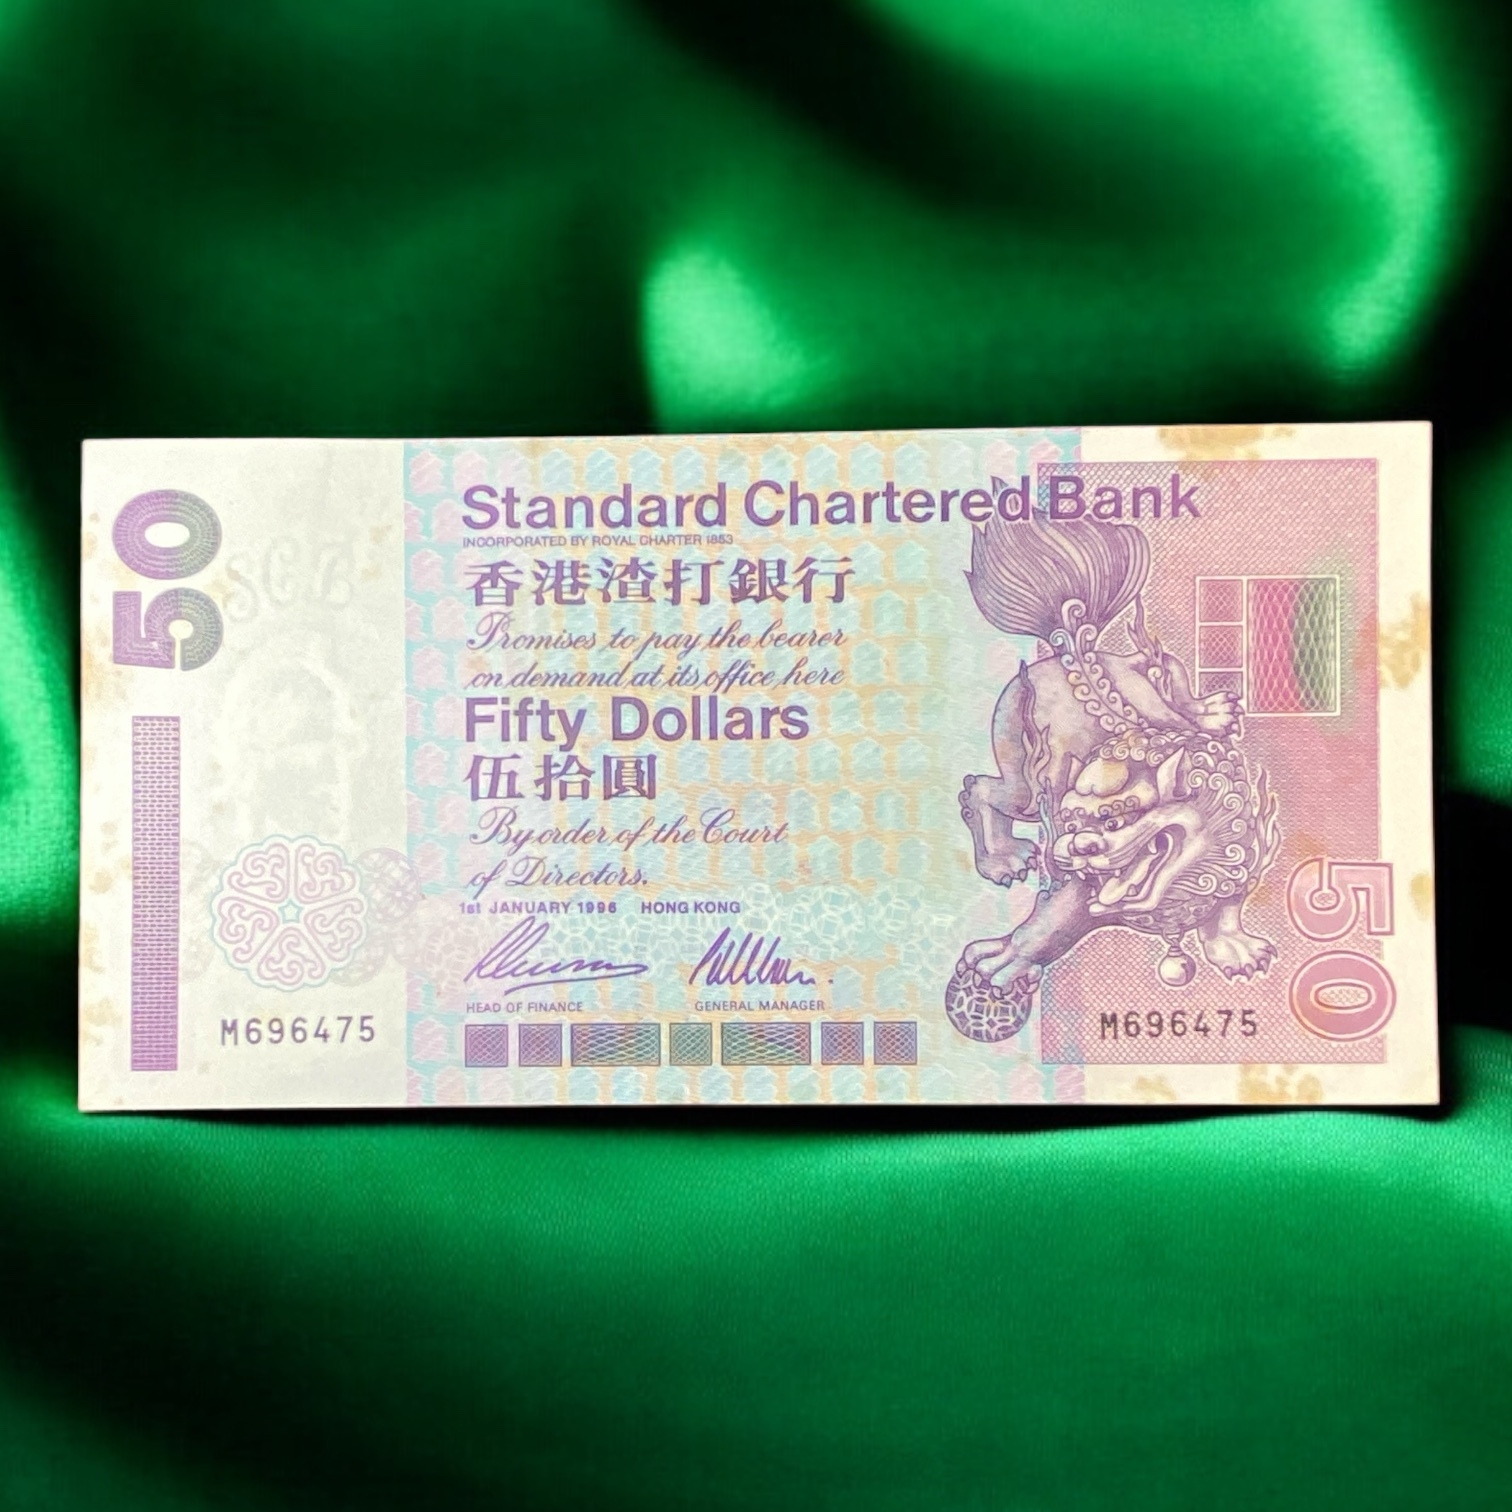 50
Standard Chartered Bank
INCORPORATED BY ROYAL CHARTER 1853
香港渣打銀行
Promises to pay the bearer
on demand at its office here
Fifty Dollars
伍拾圓
By order of the Court
of Directors.
1st JANUARY 1996 HONG KONG
HEAD OF FINANCE
GENERAL MANAGER
M696475
M696475
50